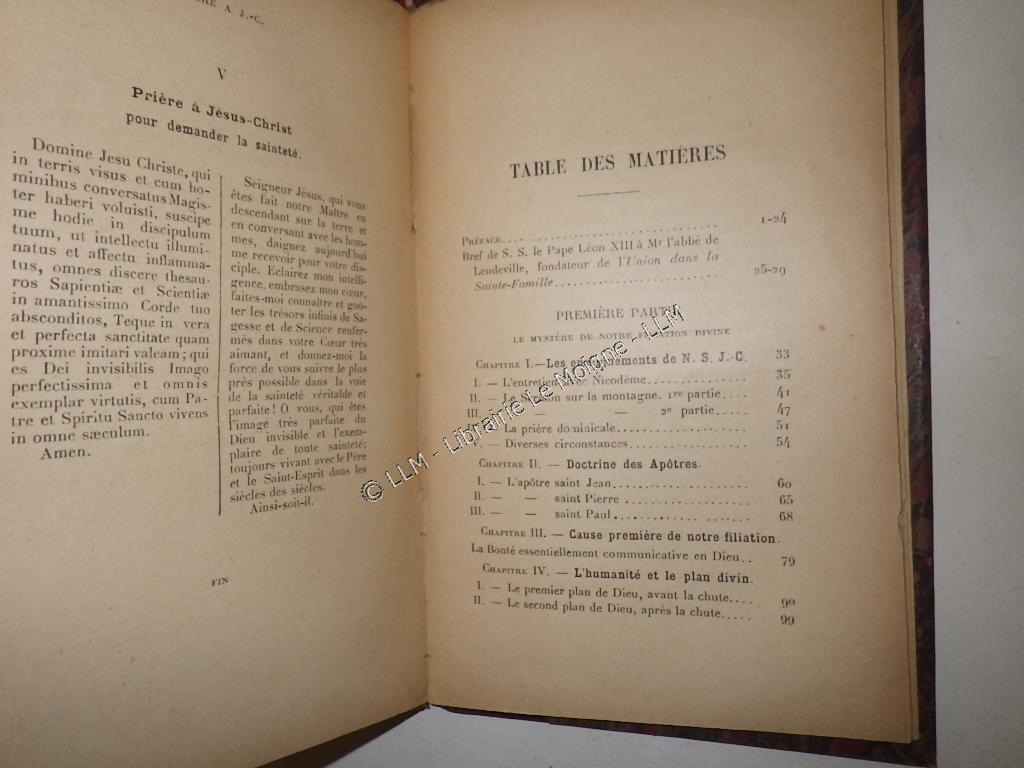 A J.-C.
V
Prière à Jésus-Christ
pour demander la sainteté.
Domine Jesu Christe, qui
in terris visus et cum ho-
minibus conversatus Magis-
ter haberi voluisti, suscipe
me hodie in discipulum
tuum, ut intellectu illumi-
natus et affectu inflamma-
tus, omnes discere thesau-
ros Sapientiæ et Scientiæ
in amantissimo Corde tuo
absconditos, Teque in vera
et perfecta sanctitate quam
proxime imitari valeam; qui
es Dei invisibilis Imago
perfectissima et omnis
exemplar virtutis, cum Pa-
tre et Spiritu Sancto vivens
in omne sæculum.
Amen.
Seigneur Jésus, qui vous
êtes fait notre Maître en
descendant sur la terre et
en conversant avec les hom-
mes, daignez aujourd'hui
me recevoir pour votre dis-
ciple. Eclairez mon intelli-
gence, embrasez mon cœur,
faites-moi connaître et goû-
ter les trésors infinis de Sa-
gesse et de Science renfer-
més dans votre Cœur très
aimant, et donnez-moi la
force de vous suivre le plus
près possible dans la voie
de la sainteté véritable et
parfaite! O vous, qui êtes
l'image très parfaite du
Dieu invisible et l'exem-
plaire de toute sainteté;
toujours vivant avec le Père
et le Saint-Esprit dans les
siècles des siècles.
Ainsi-soit-il.
FIN
TABLE DES MATIÈRES
PRÉFACE.... 1-24
Bref de S. S. le Pape Léon XIII à Mr l'abbé de
Leudeville, fondateur de l'Union dans la
Sainte-Famille.... 25-29
PREMIÈRE PARTIE
LE MYSTÈRE DE NOTRE FILIATION DIVINE
CHAPITRE I.—Les enseignements de N. S. J.-C. 33
I. — L'entretien avec Nicodème.... 35
II. — Le Sermon sur la montagne. 1re partie.... 41
III. — — — 2e partie.... 47
La prière dominicale.... 51
— Diverses circonstances.... 54
CHAPITRE II. — Doctrine des Apôtres.
I. — L'apôtre saint Jean.... 60
II. — — saint Pierre.... 65
III. — — saint Paul.... 68
CHAPITRE III. — Cause première de notre filiation.
La Bonté essentiellement communicative en Dieu.. 79
CHAPITRE IV. — L'humanité et le plan divin.
I. — Le premier plan de Dieu, avant la chute.... 90
II. — Le second plan de Dieu, après la chute.... 99
© LLM - Librairie Le Moigne - LLM